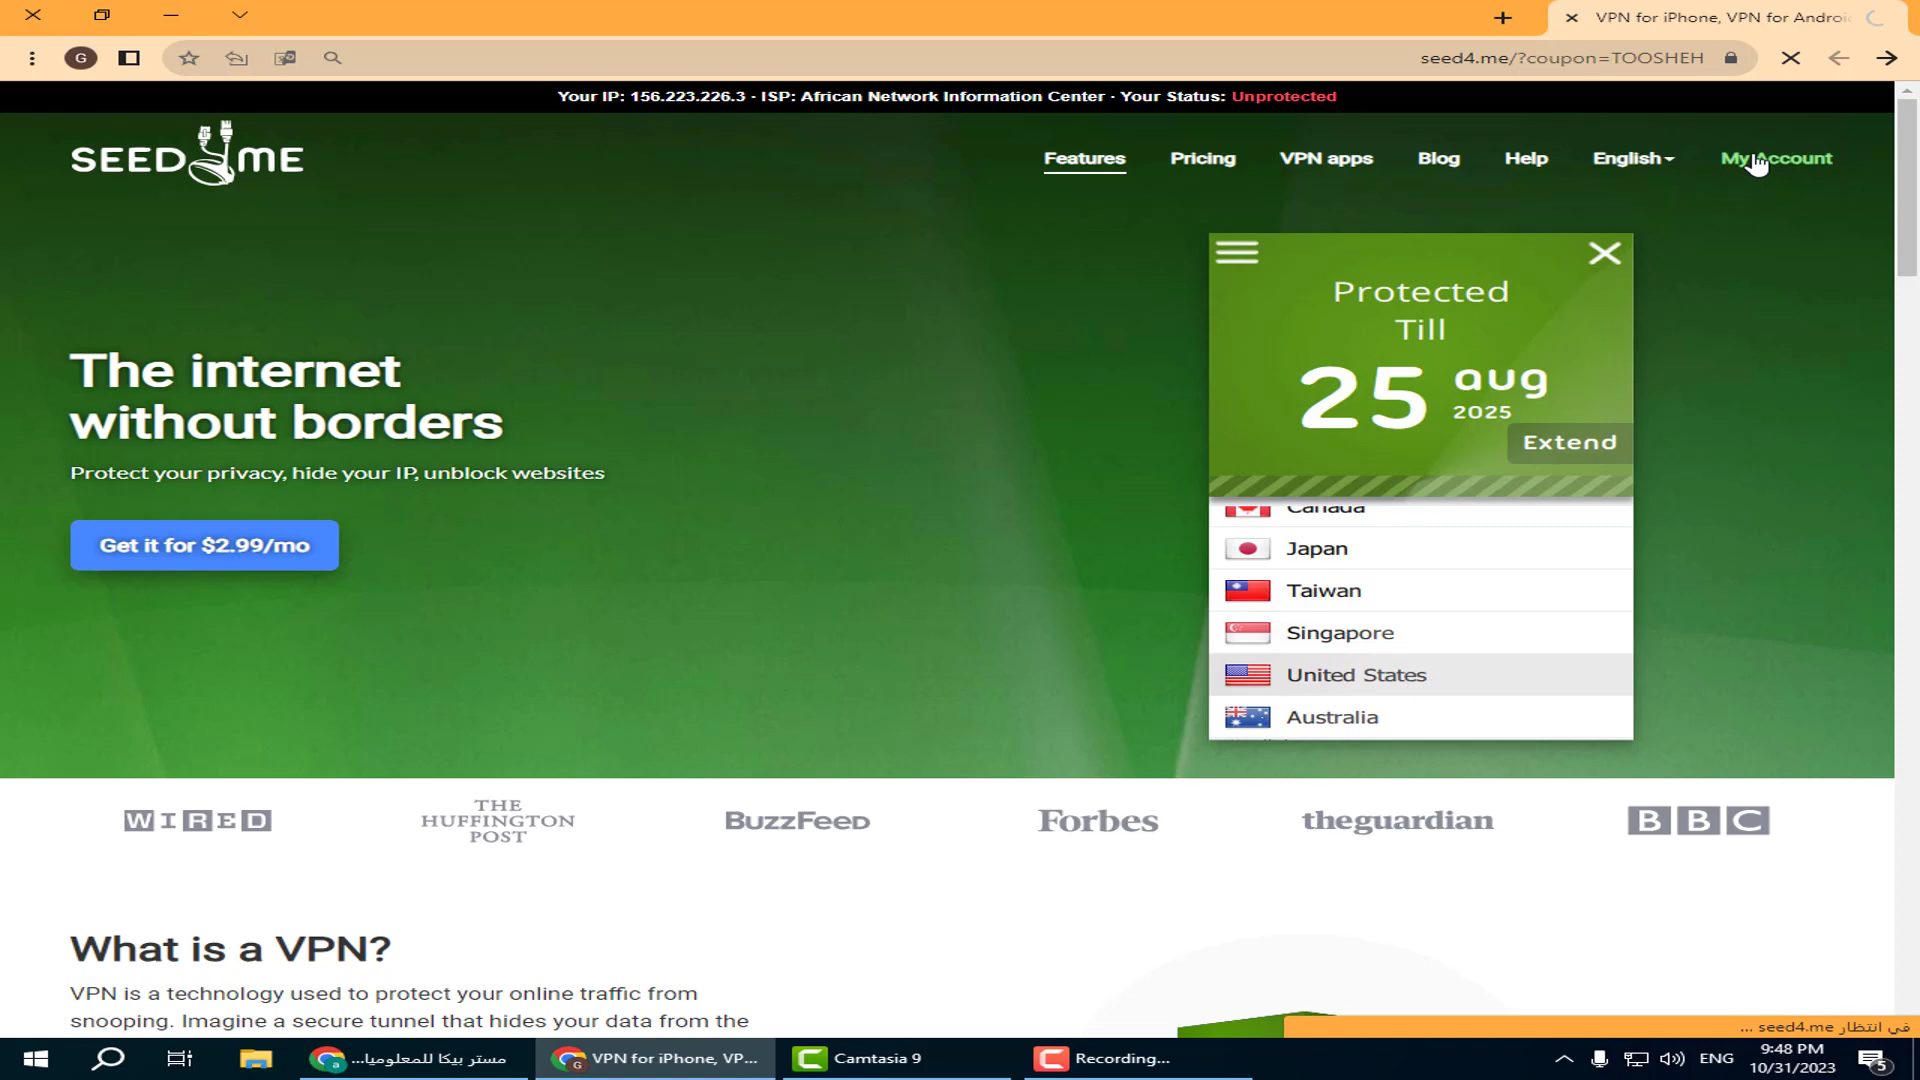 VPN for iPhone, VPN for Androi
seed4.me/?coupon=TOOSHEH
G
Your IP: 156.223.226.3 · ISP: African Network Information Center · Your Status: Unprotected
SEED4ME
Features
Pricing
VPN apps
Blog
Help
English
My Account
The internet
without borders
Protect your privacy, hide your IP, unblock websites
Get it for $2.99/mo
Protected
Till
25 aug
2025
Extend
Canada
Japan
Taiwan
Singapore
United States
Australia
WIRED
THE
HUFFINGTON
POST
BuzzFeed
Forbes
theguardian
BBC
What is a VPN?
VPN is a technology used to protect your online traffic from
snooping. Imagine a secure tunnel that hides your data from the
في انتظار seed4.me ...
مستر بيكا للمعلوميا...
VPN for iPhone, VP...
Camtasia 9
Recording...
ENG
9:48 PM
10/31/2023
5